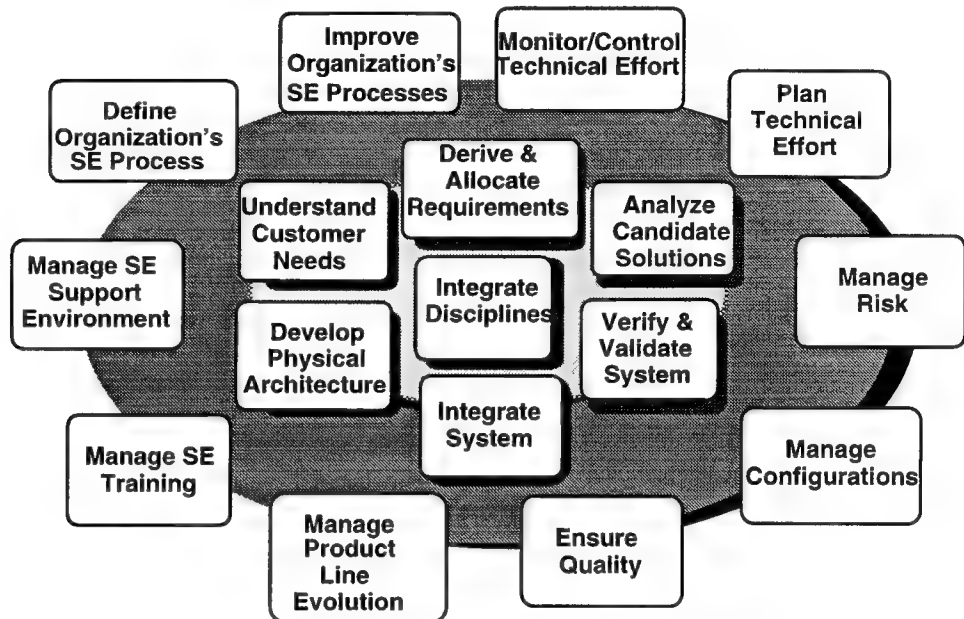 Improve
Organization's
SE Processes
Monitor/Control
Technical Effort
Define
Organization's
SE Process
Plan
Technical
Effort
Derive &
Allocate
Requirements
Understand
Customer
Needs
Analyze
Candidate
Solutions
Manage SE
Support
Environment
Integrate
Disciplines
Manage
Risk
Develop
Physical
Architecture
Verify &
Validate
System
Integrate
System
Manage SE
Training
Manage
Configurations
Manage
Product
Line
Evolution
Ensure
Quality